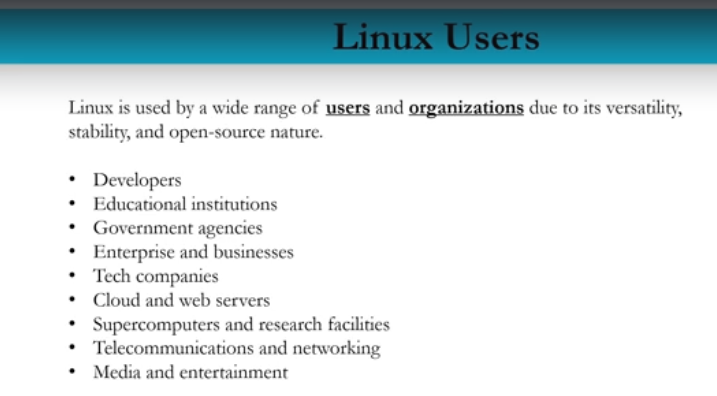 Linux Users
Linux is used by a wide range of users and organizations due to its versatility,
stability, and open-source nature.
• Developers
• Educational institutions
• Government agencies
• Enterprise and businesses
• Tech companies
• Cloud and web servers
• Supercomputers and research facilities
• Telecommunications and networking
• Media and entertainment